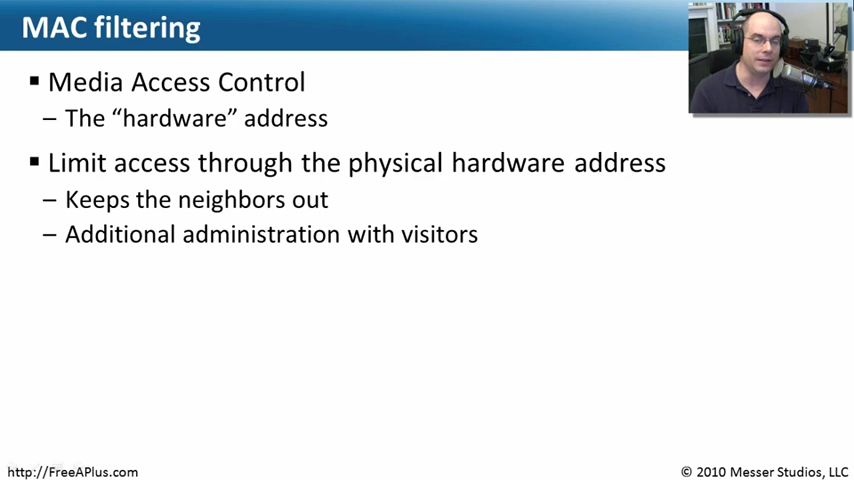 MAC filtering
▪ Media Access Control
– The “hardware” address
▪ Limit access through the physical hardware address
– Keeps the neighbors out
– Additional administration with visitors
http://FreeAPlus.com
© 2010 Messer Studios, LLC